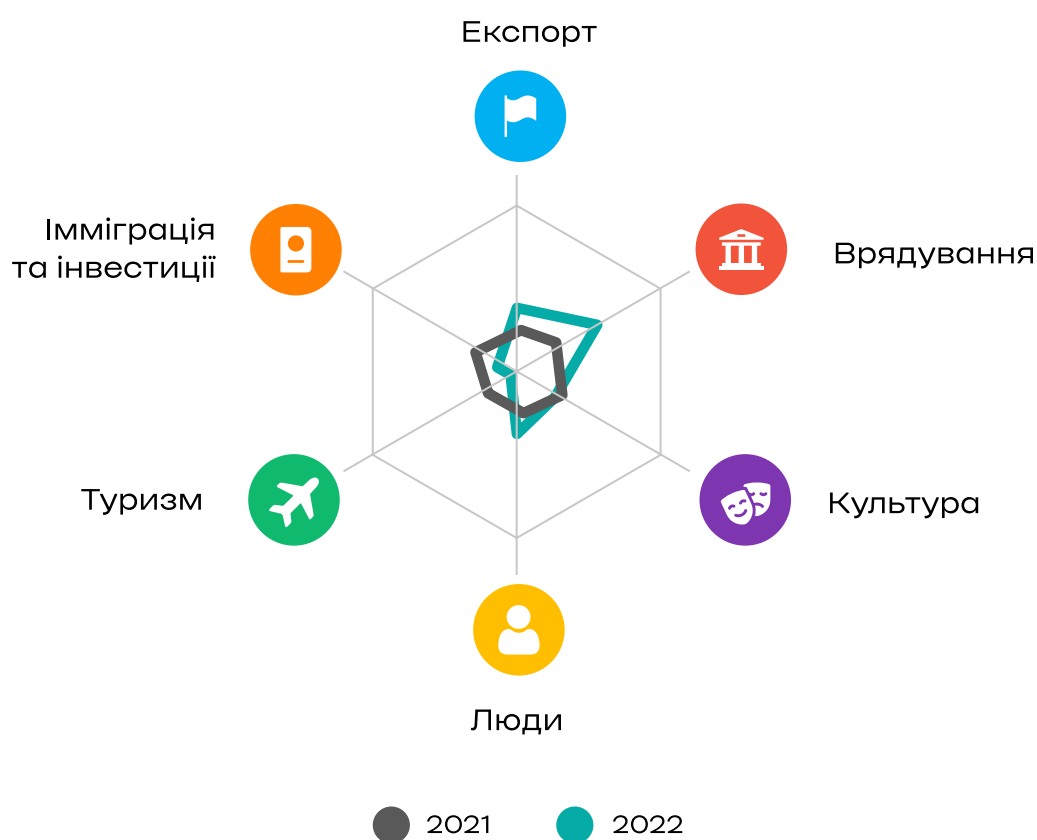 Експорт
Імміграція
та інвестиції
Врядування
Туризм
Культура
Люди
2021
2022